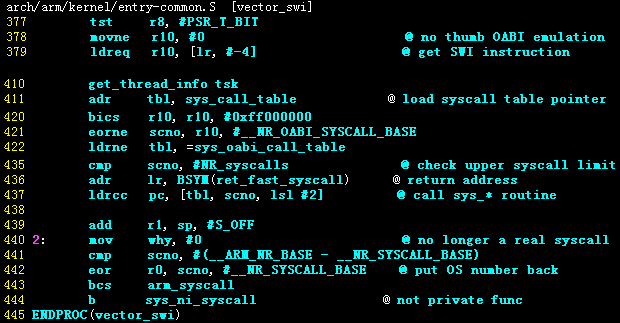 arch/arm/kernel/entry-common.S [vector_swi]
377 tst r8, #PSR_T_BIT
378 movne r10, #0 @ no thumb OABI emulation
379 ldreq r10, [lr, #-4] @ get SWI instruction
410 get_thread_info tsk
411 adr tbl, sys_call_table @ load syscall table pointer
420 bics r10, r10, #0xff000000
421 eorne scno, r10, #__NR_OABI_SYSCALL_BASE
422 ldrne tbl, =sys_oabi_call_table
435 cmp scno, #NR_syscalls @ check upper syscall limit
436 adr lr, BSYM(ret_fast_syscall) @ return address
437 ldrcc pc, [tbl, scno, lsl #2] @ call sys_* routine
438
439 add r1, sp, #S_OFF
440 2: mov why, #0 @ no longer a real syscall
441 cmp scno, #(__ARM_NR_BASE - __NR_SYSCALL_BASE)
442 eor r0, scno, #__NR_SYSCALL_BASE @ put OS number back
443 bcs arm_syscall
444 b sys_ni_syscall @ not private func
445 ENDPROC(vector_swi)